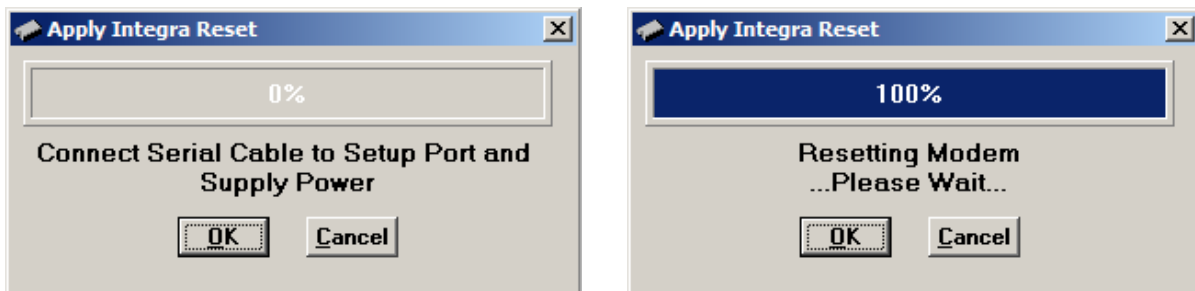 Apply Integra Reset
0%
Connect Serial Cable to Setup Port and
Supply Power
OK
Cancel
Apply Integra Reset
100%
Resetting Modem
...Please Wait...
OK
Cancel